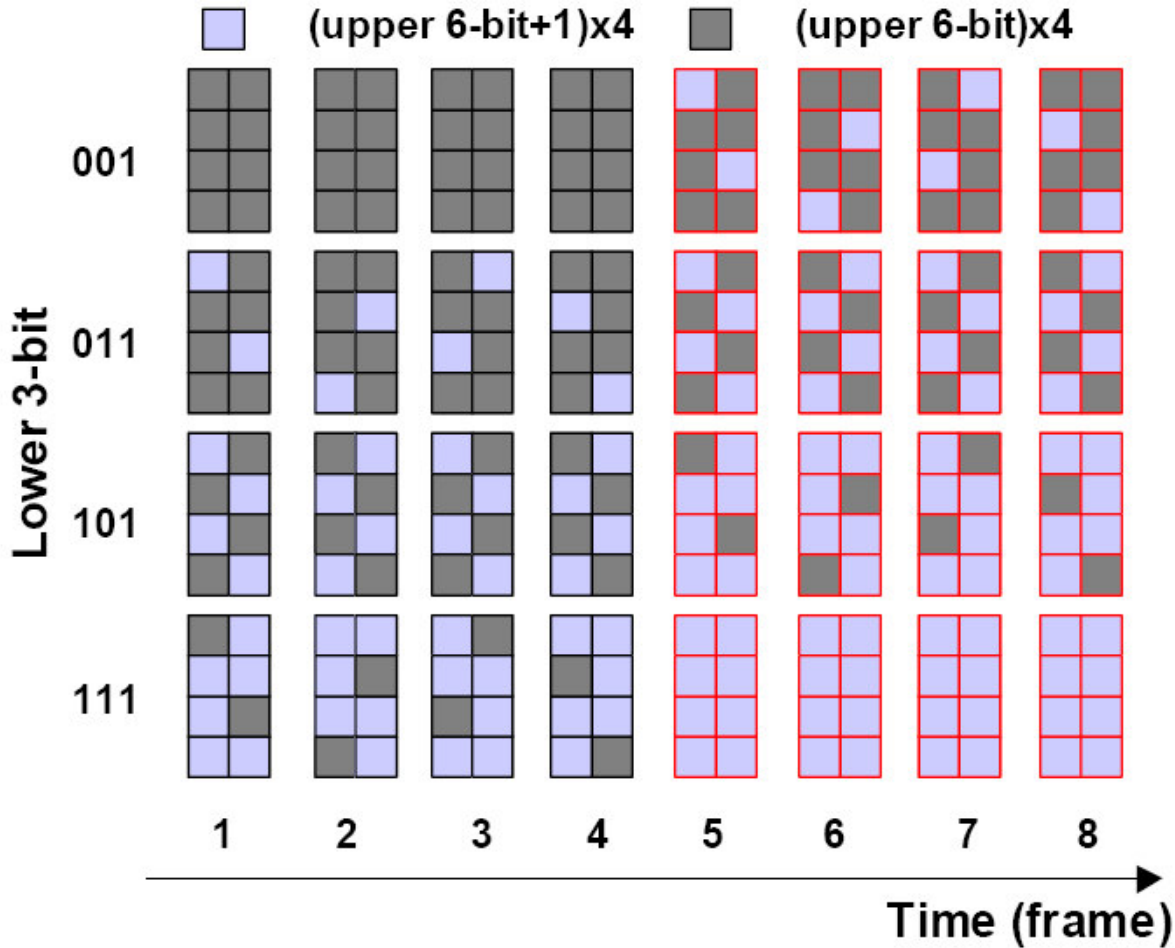 (upper 6-bit+1)x4
(upper 6-bit)x4
Lower 3-bit
001
011
101
111
1 2 3 4 5 6 7 8
Time (frame)